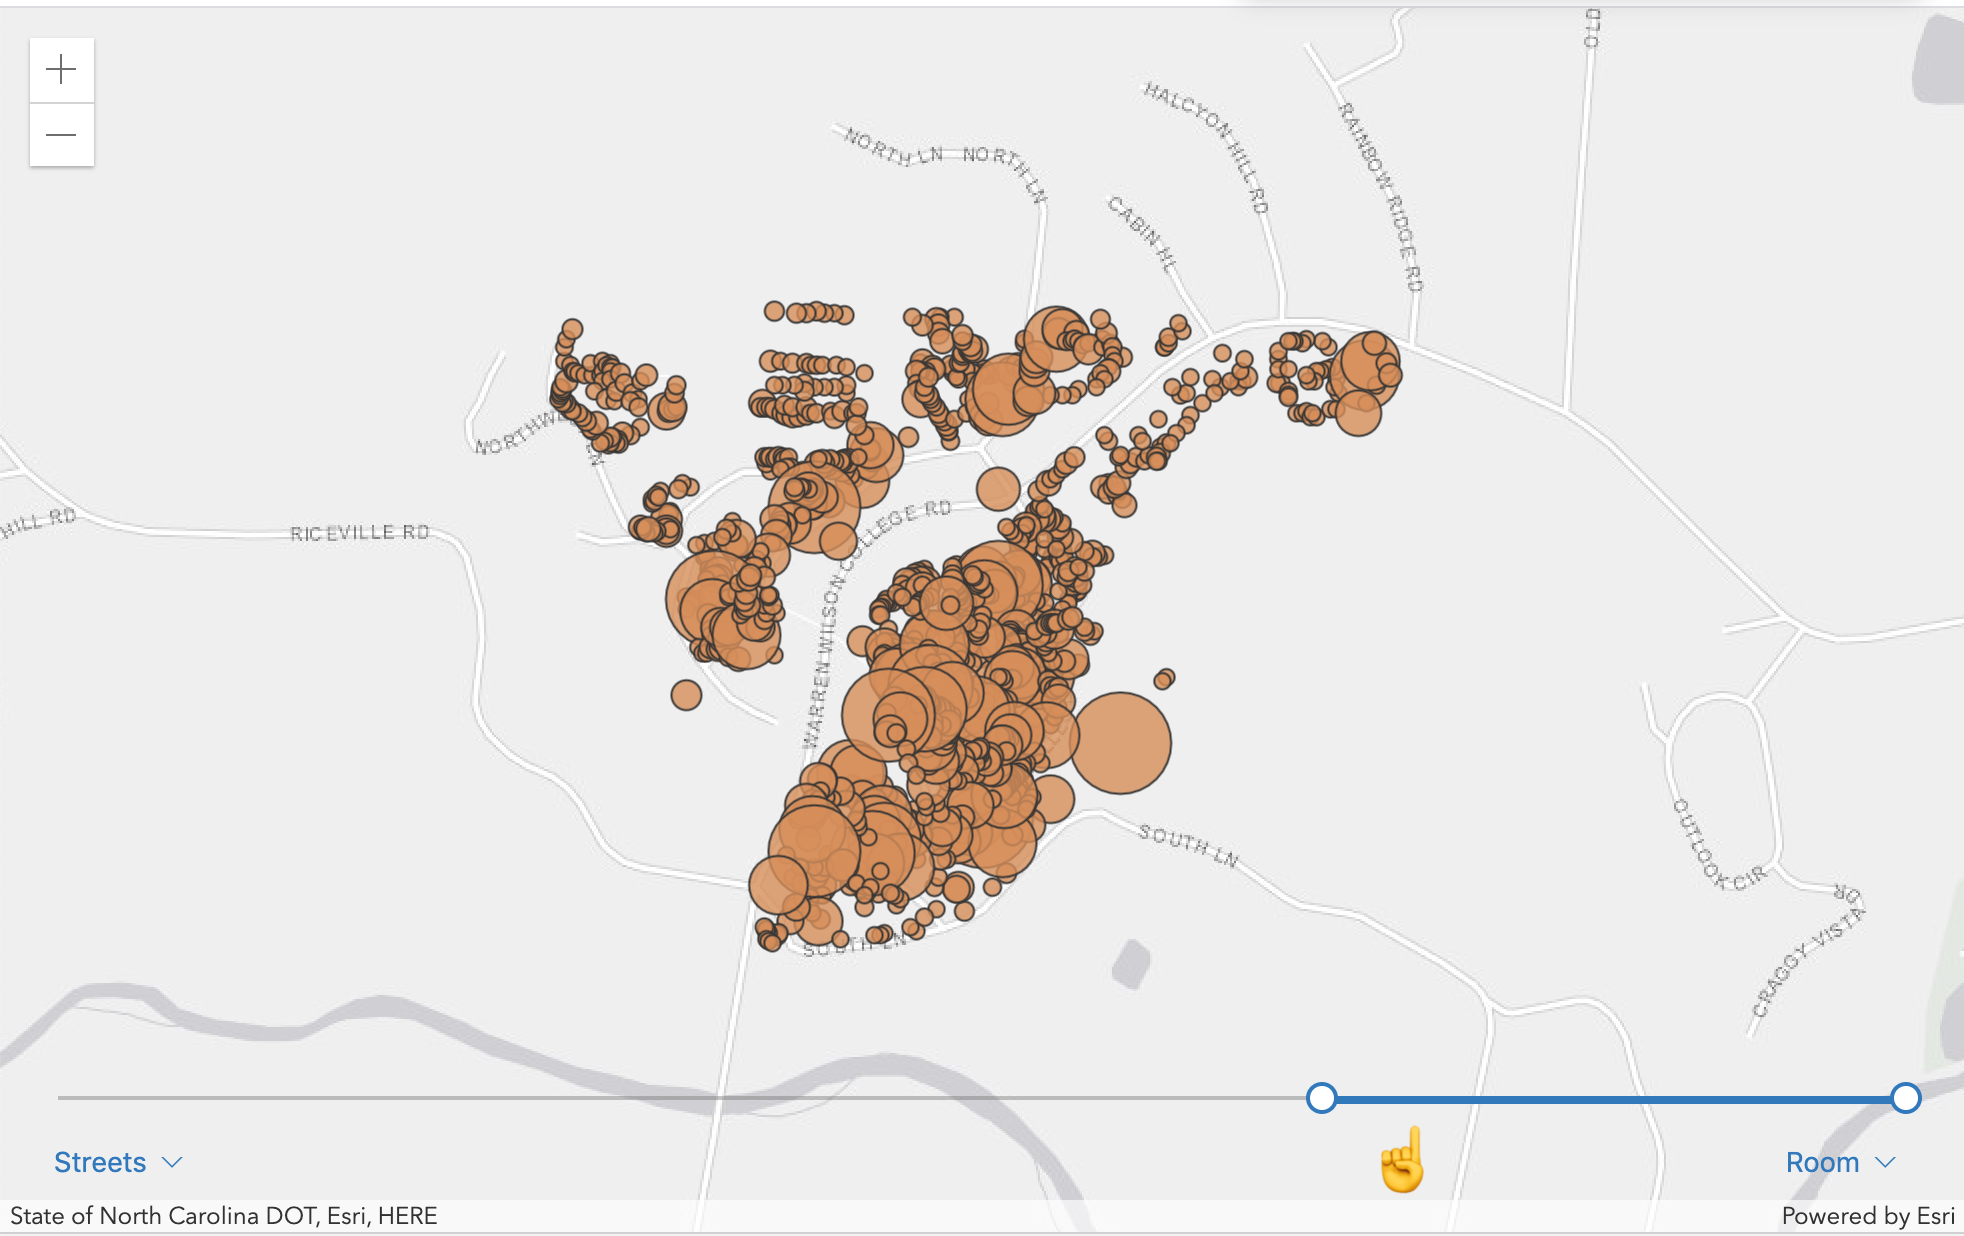 OLD
HALCYON HILL RD
RAINBOW RIDGE RD
NORTH LN NORTH LN
CABIN
RICEVILLE RD
HILL RD
COLLEGE RD
WARREN WILSON
SOUTH LN
SOUTH LN
OUTLOOK CIR
CRAGGY VISTA
DR
Streets
Room
State of North Carolina DOT, Esri, HERE
Powered by Esri